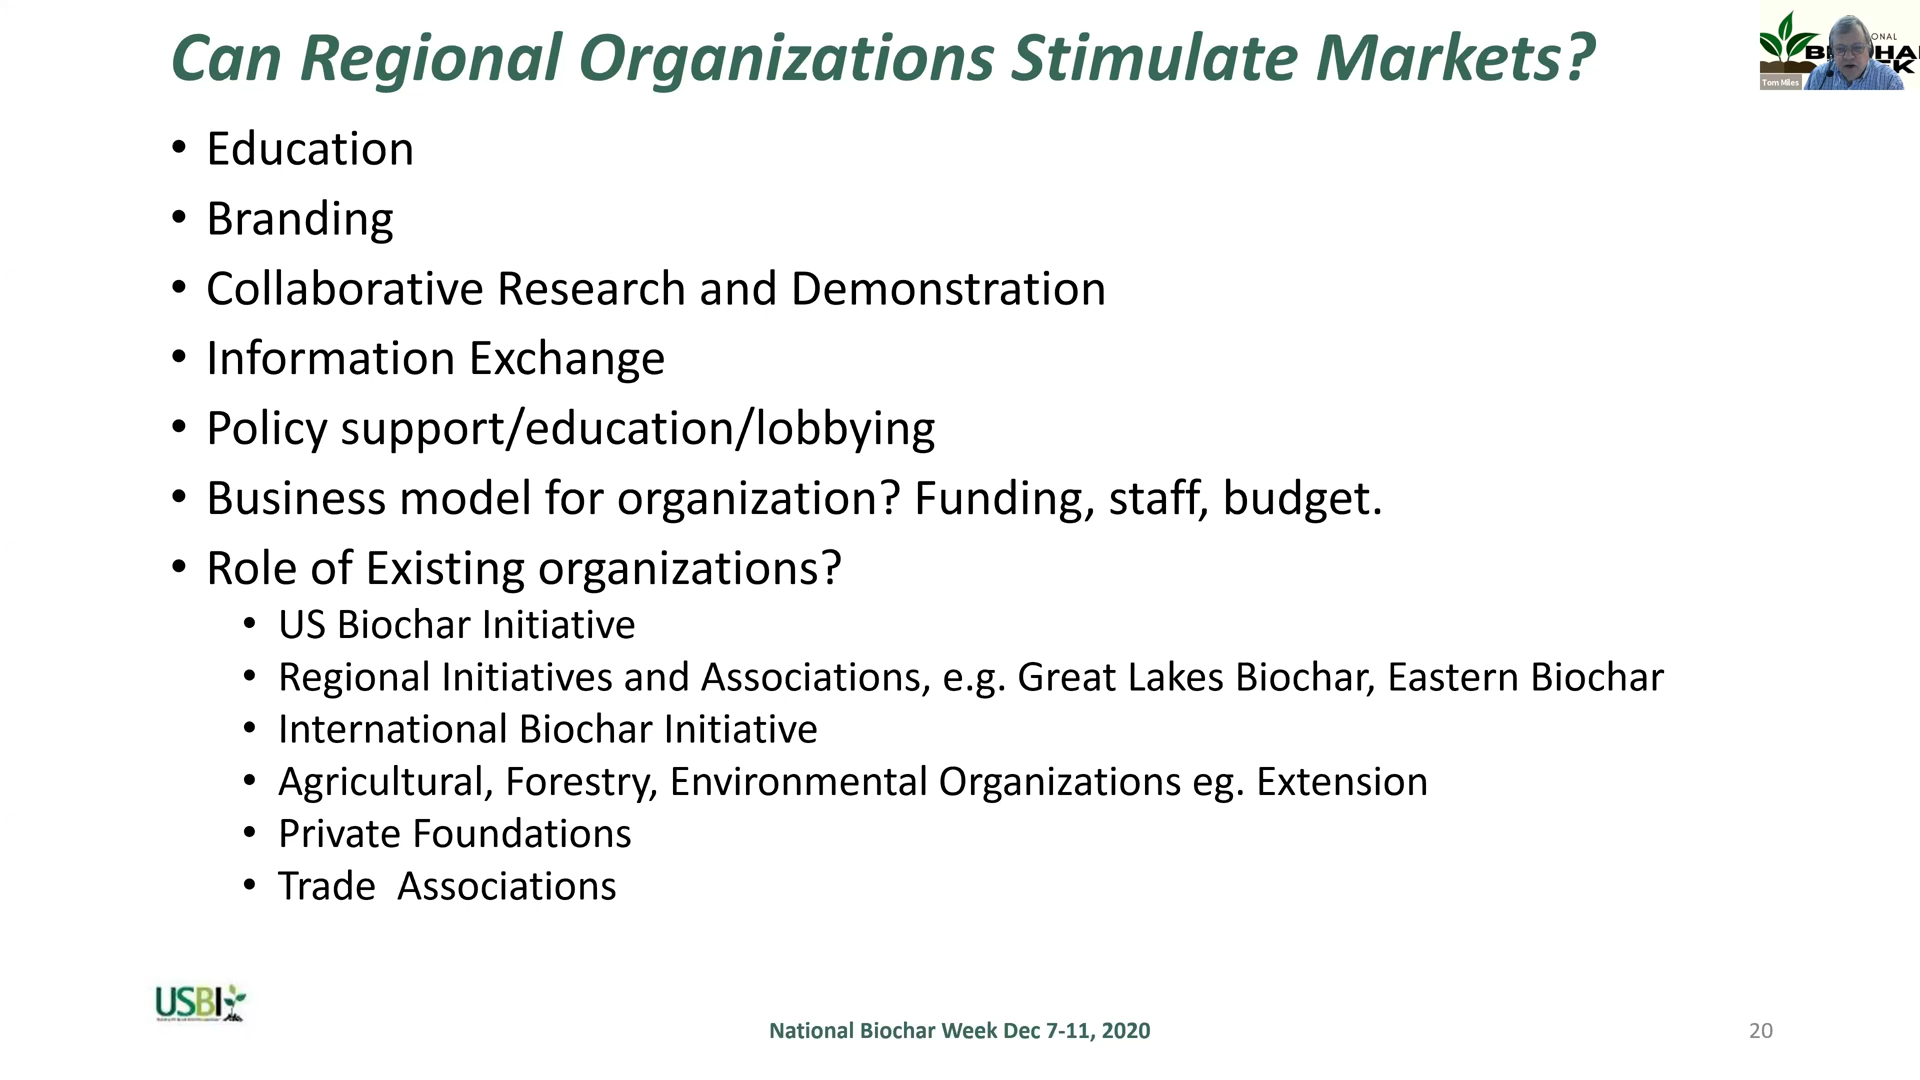 Can Regional Organizations Stimulate Markets?
• Education
• Branding
• Collaborative Research and Demonstration
• Information Exchange
• Policy support/education/lobbying
• Business model for organization? Funding, staff, budget.
• Role of Existing organizations?
• US Biochar Initiative
• Regional Initiatives and Associations, e.g. Great Lakes Biochar, Eastern Biochar
• International Biochar Initiative
• Agricultural, Forestry, Environmental Organizations eg. Extension
• Private Foundations
• Trade  Associations
Tom Miles
USBI
National Biochar Week Dec 7-11, 2020
20